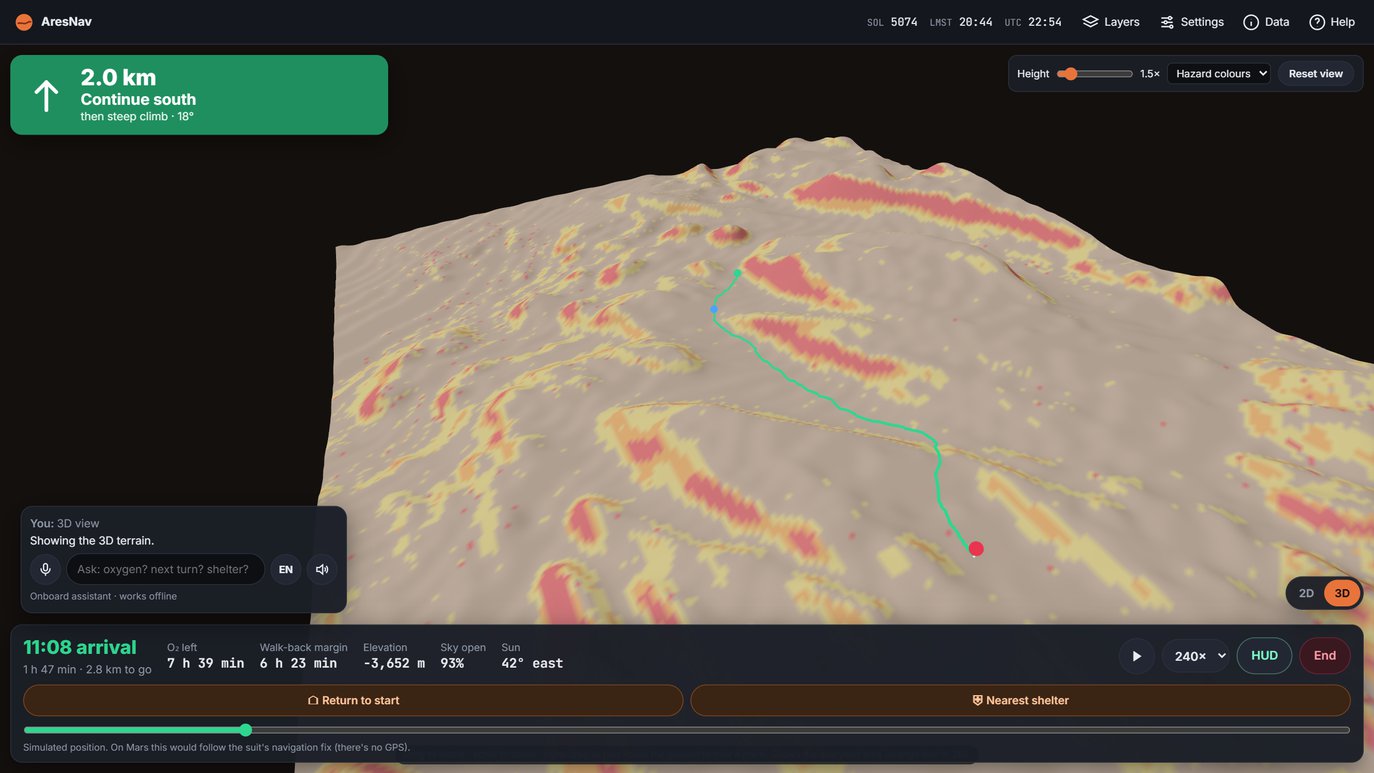 AresNav
SOL 5074 LMST 20:44 UTC 22:54 Layers Settings Data Help
2.0 km
Continue south
then steep climb · 18°
Height 1.5× Hazard colours Reset view
You: 3D view
Showing the 3D terrain.
Ask: oxygen? next turn? shelter? EN
Onboard assistant · works offline
2D 3D
11:08 arrival
1 h 47 min · 2.8 km to go
O₂ left
7 h 39 min
Walk-back margin
6 h 23 min
Elevation
-3,652 m
Sky open
93%
Sun
42° east
240× HUD End
Return to start
Nearest shelter
Simulated position. On Mars this would follow the suit's navigation fix (there's no GPS).